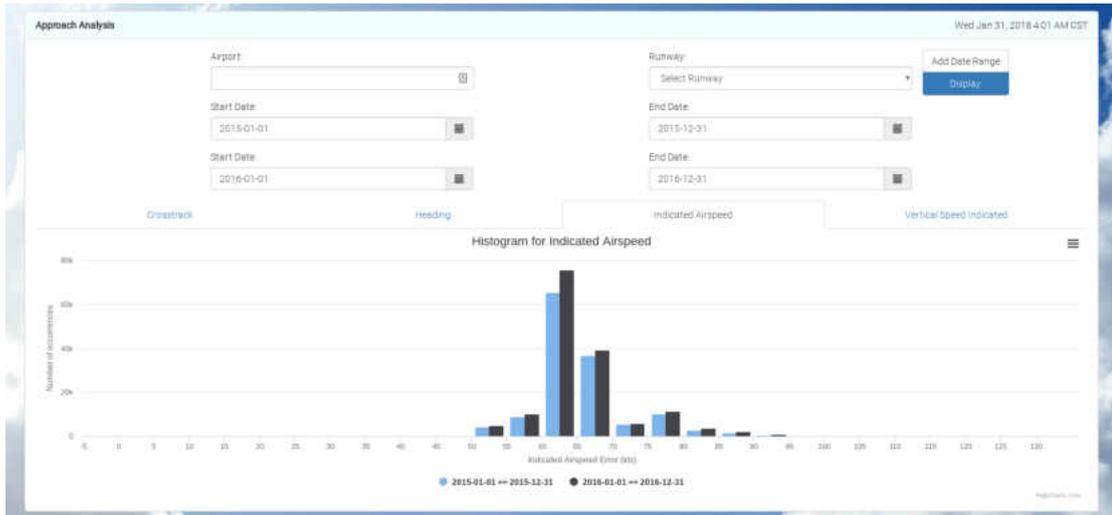 Approach Analysis
Wed Jan 31, 2018 4:01 AM CST
Airport:
Runway:
Add Date Range
Select Runway
Display
Start Date:
End Date:
2015-01-01
2015-12-31
Start Date:
End Date:
2016-01-01
2016-12-31
Crosstrack
Heading
Indicated Airspeed
Vertical Speed Indicated
Histogram for Indicated Airspeed
Number of occurrences
80k
60k
40k
20k
0
-5 0 5 10 15 20 25 30 35 40 45 50 55 60 65 70 75 80 85 90 95 100 105 110 115 120 125 130
Indicated Airspeed Error (kts)
2015-01-01 <=> 2015-12-31
2016-01-01 <=> 2016-12-31
Highcharts.com